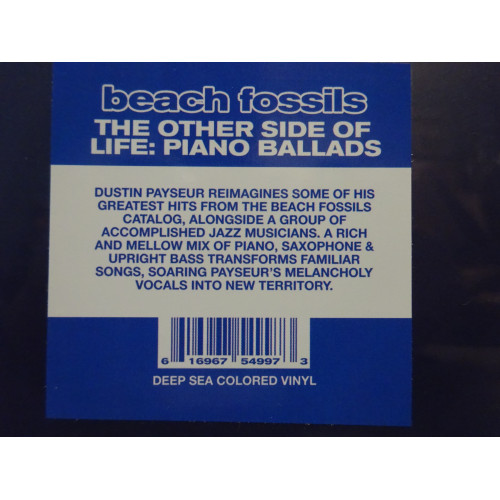 beach fossils
THE OTHER SIDE OF
LIFE: PIANO BALLADS
DUSTIN PAYSEUR REIMAGINES SOME OF HIS
GREATEST HITS FROM THE BEACH FOSSILS
CATALOG, ALONGSIDE A GROUP OF
ACCOMPLISHED JAZZ MUSICIANS. A RICH
AND MELLOW MIX OF PIANO, SAXOPHONE &
UPRIGHT BASS TRANSFORMS FAMILIAR
SONGS, SOARING PAYSEUR'S MELANCHOLY
VOCALS INTO NEW TERRITORY.
6 16967 54997 3
DEEP SEA COLORED VINYL